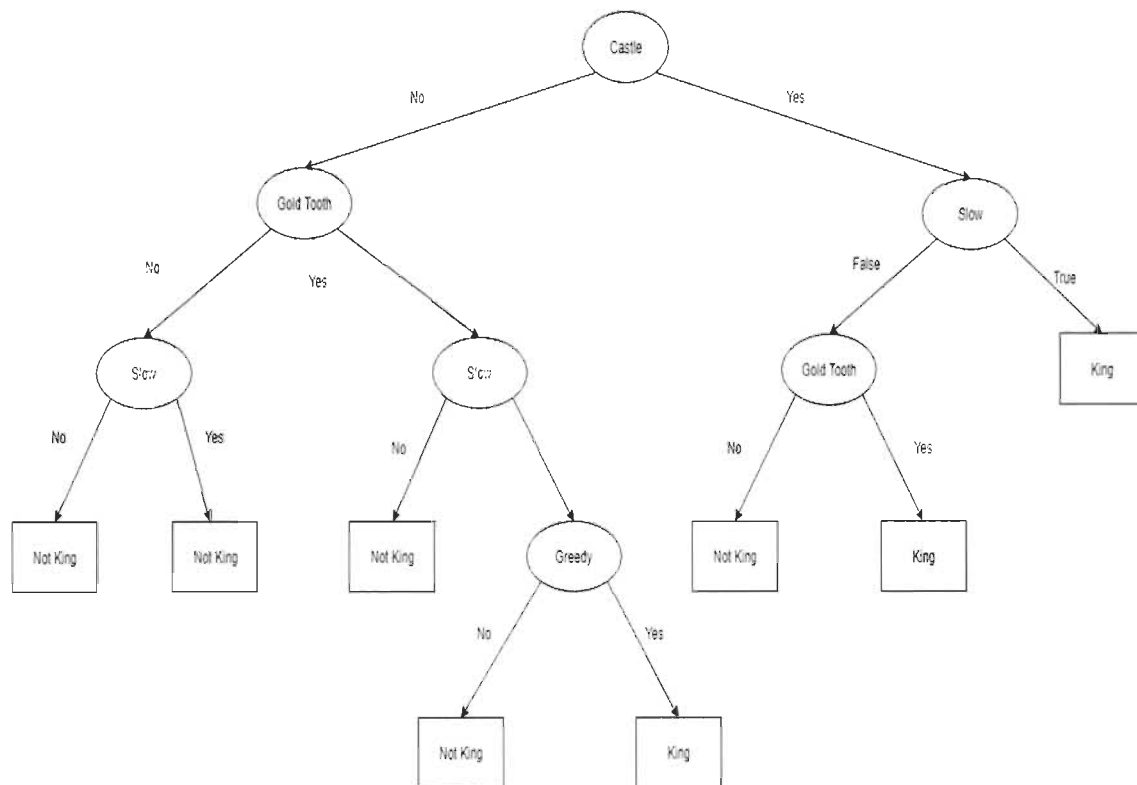 Castle
No
Yes
Gold Tooth
Slow
No
Yes
False
True
Slow
Slow
Gold Tooth
King
No
Yes
No
No
Yes
Not King
Not King
Not King
Greedy
Not King
King
No
Yes
Not King
King